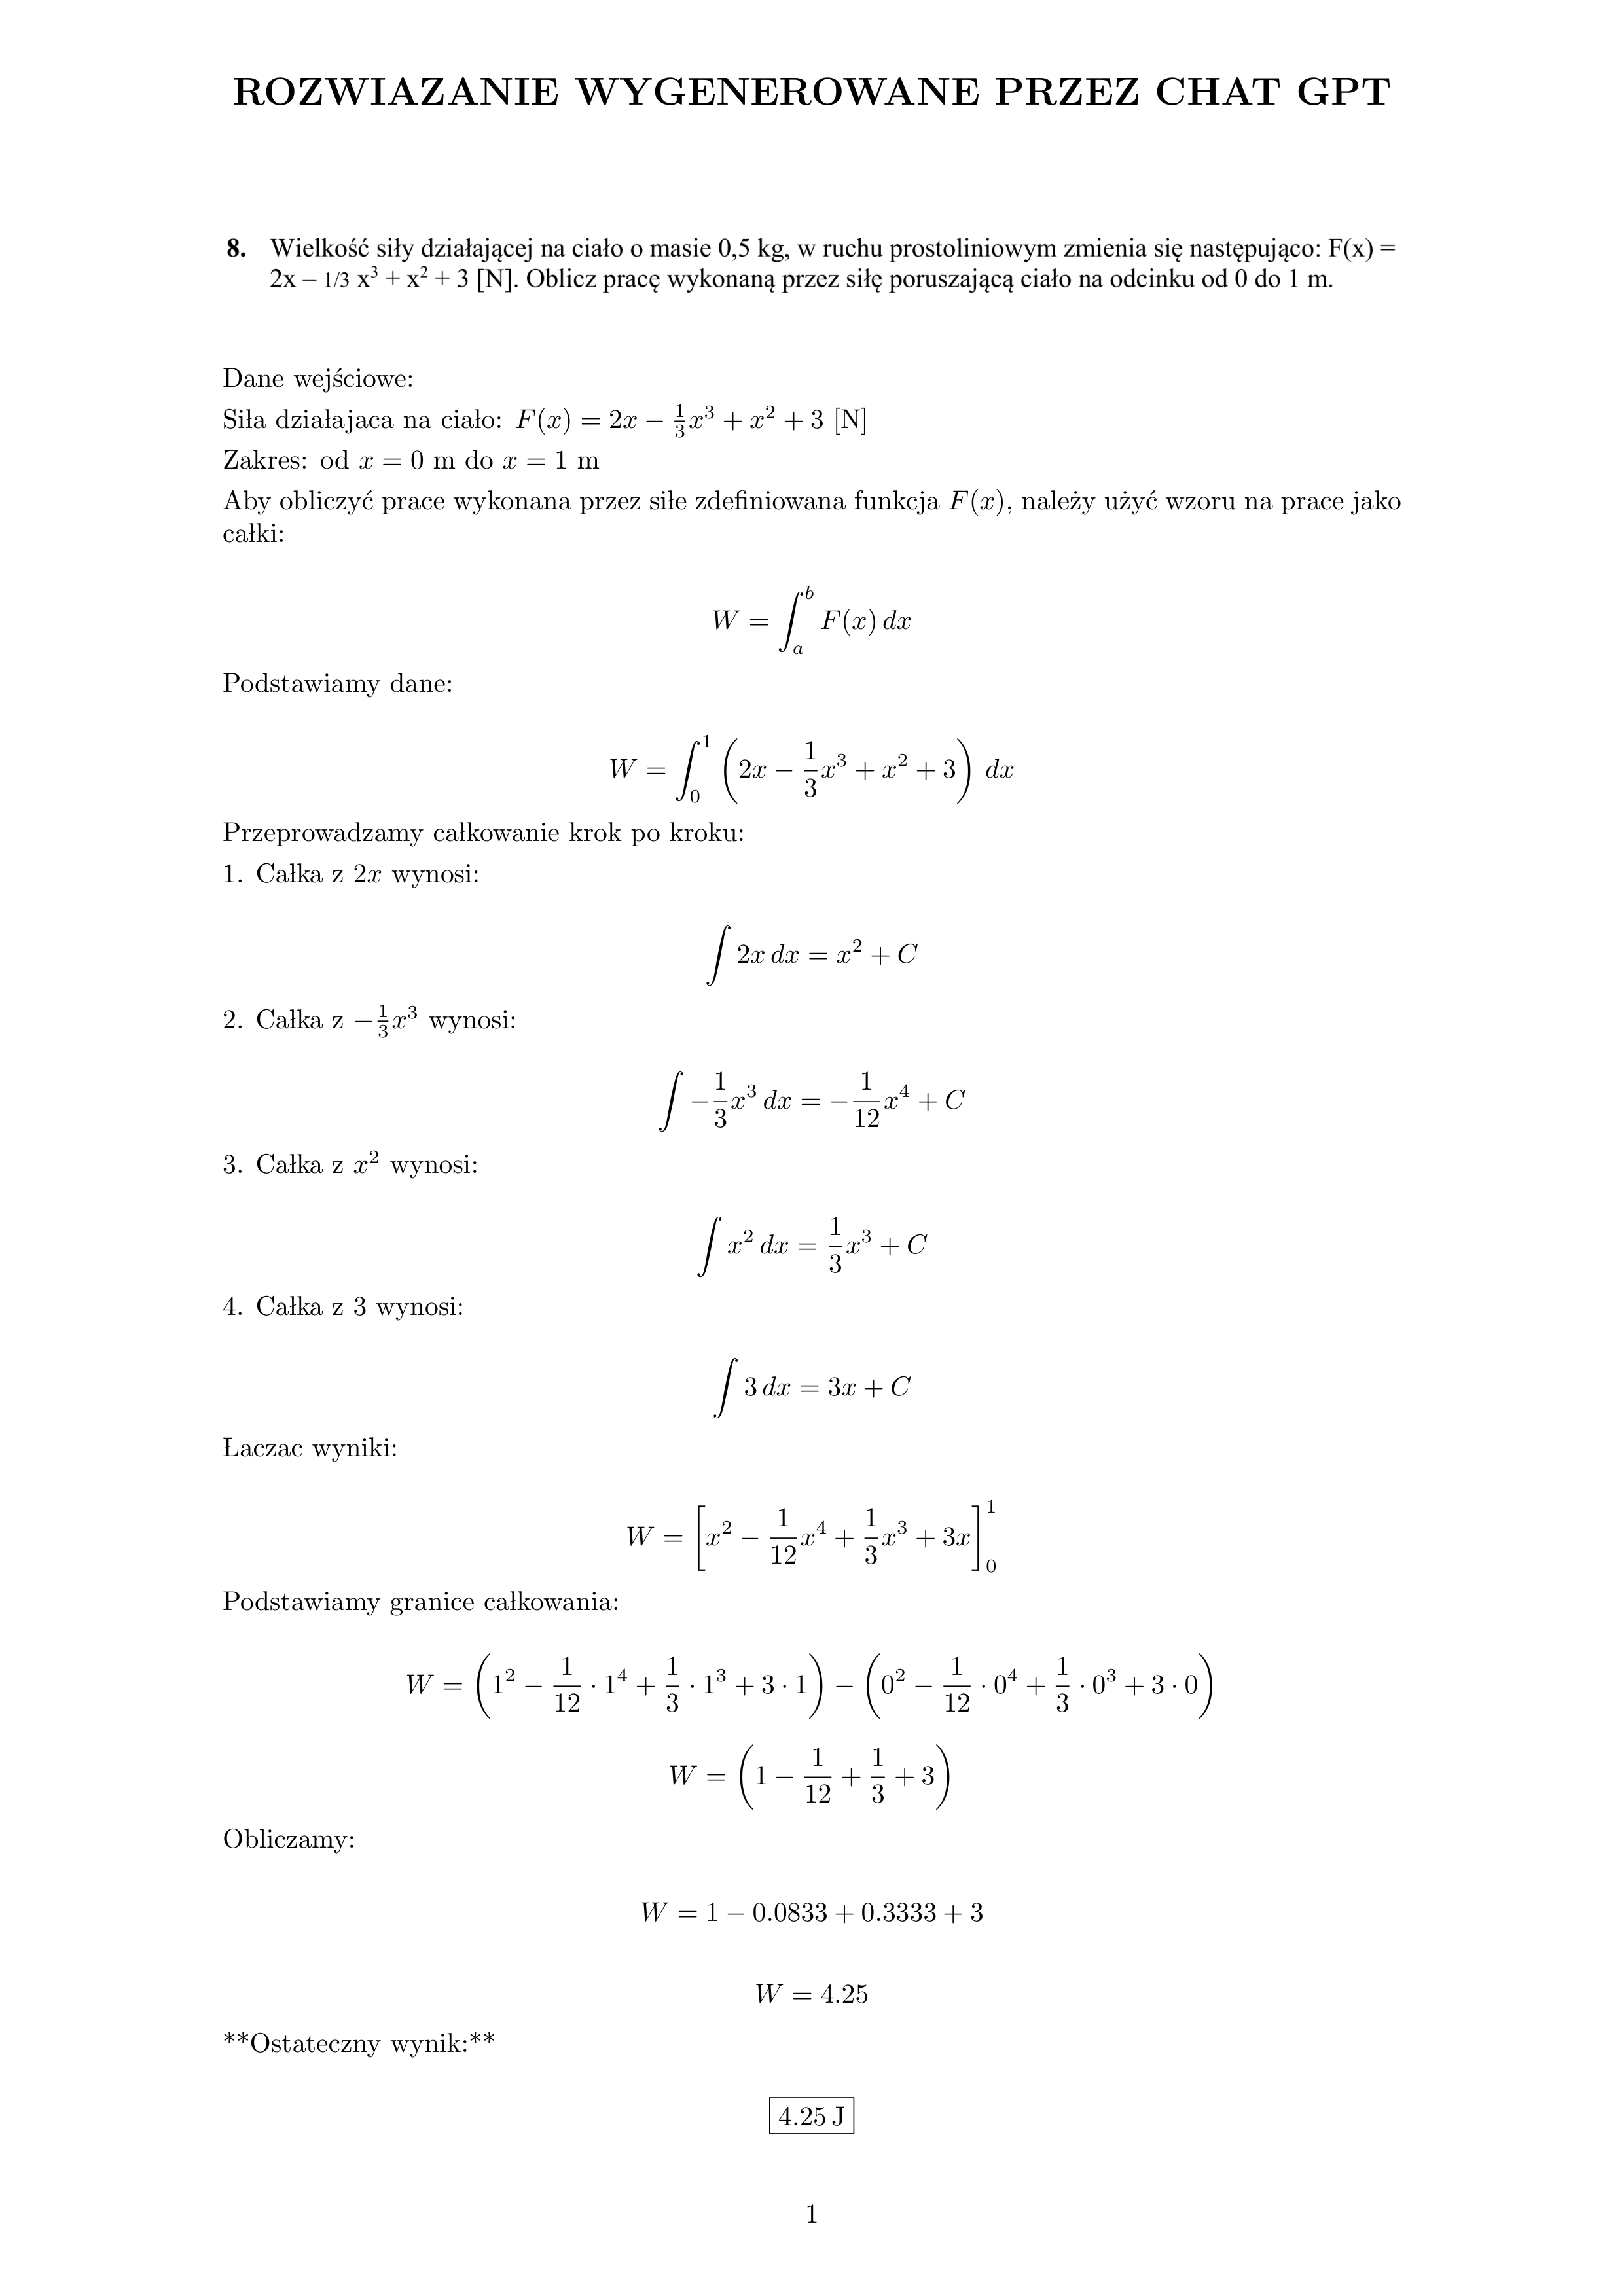 ROZWIAZANIE WYGENEROWANE PRZEZ CHAT GPT
8. Wielkość siły działającej na ciało o masie 0,5 kg, w ruchu prostoliniowym zmienia się następująco: F(x) =
2x – 1/3 x³ + x² + 3 [N]. Oblicz pracę wykonaną przez siłę poruszającą ciało na odcinku od 0 do 1 m.
Dane wejściowe:
Siła działajaca na ciało: $F(x) = 2x - \frac{1}{3}x^3 + x^2 + 3$ [N]
Zakres: od $x = 0$ m do $x = 1$ m
Aby obliczyć prace wykonana przez siłe zdefiniowana funkcja $F(x)$, należy użyć wzoru na prace jako
całki:
$W = \int_a^b F(x)\,dx$
Podstawiamy dane:
$W = \int_0^1 \left(2x - \frac{1}{3}x^3 + x^2 + 3\right) dx$
Przeprowadzamy całkowanie krok po kroku:
1. Całka z $2x$ wynosi:
$\int 2x\,dx = x^2 + C$
2. Całka z $-\frac{1}{3}x^3$ wynosi:
$\int -\frac{1}{3}x^3\,dx = -\frac{1}{12}x^4 + C$
3. Całka z $x^2$ wynosi:
$\int x^2\,dx = \frac{1}{3}x^3 + C$
4. Całka z 3 wynosi:
$\int 3\,dx = 3x + C$
Łaczac wyniki:
$W = \left[x^2 - \frac{1}{12}x^4 + \frac{1}{3}x^3 + 3x\right]_0^1$
Podstawiamy granice całkowania:
$W = \left(1^2 - \frac{1}{12} \cdot 1^4 + \frac{1}{3} \cdot 1^3 + 3 \cdot 1\right) - \left(0^2 - \frac{1}{12} \cdot 0^4 + \frac{1}{3} \cdot 0^3 + 3 \cdot 0\right)$
$W = \left(1 - \frac{1}{12} + \frac{1}{3} + 3\right)$
Obliczamy:
$W = 1 - 0.0833 + 0.3333 + 3$
$W = 4.25$
**Ostateczny wynik:**
4.25 J
1